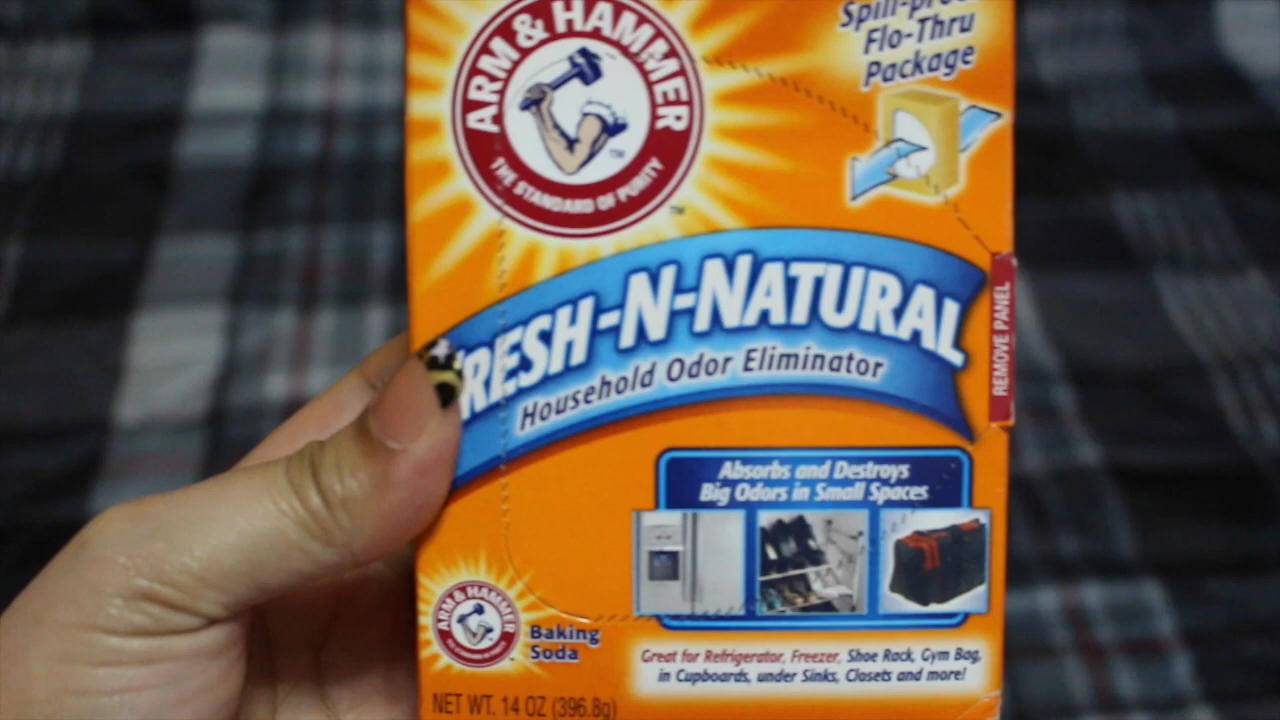 ARM & HAMMER
THE STANDARD OF PURITY
TM
TM
Flo-Thru
Package
RESH-N-NATURAL
Household Odor Eliminator
REMOVE PANEL
Absorbs and Destroys
Big Odors in Small Spaces
ARM & HAMMER
Baking
Soda
Great for Refrigerator, Freezer, Shoe Rack, Gym Bag,
in Cupboards, under Sinks, Closets and more!
NET WT. 14 OZ (396.8g)